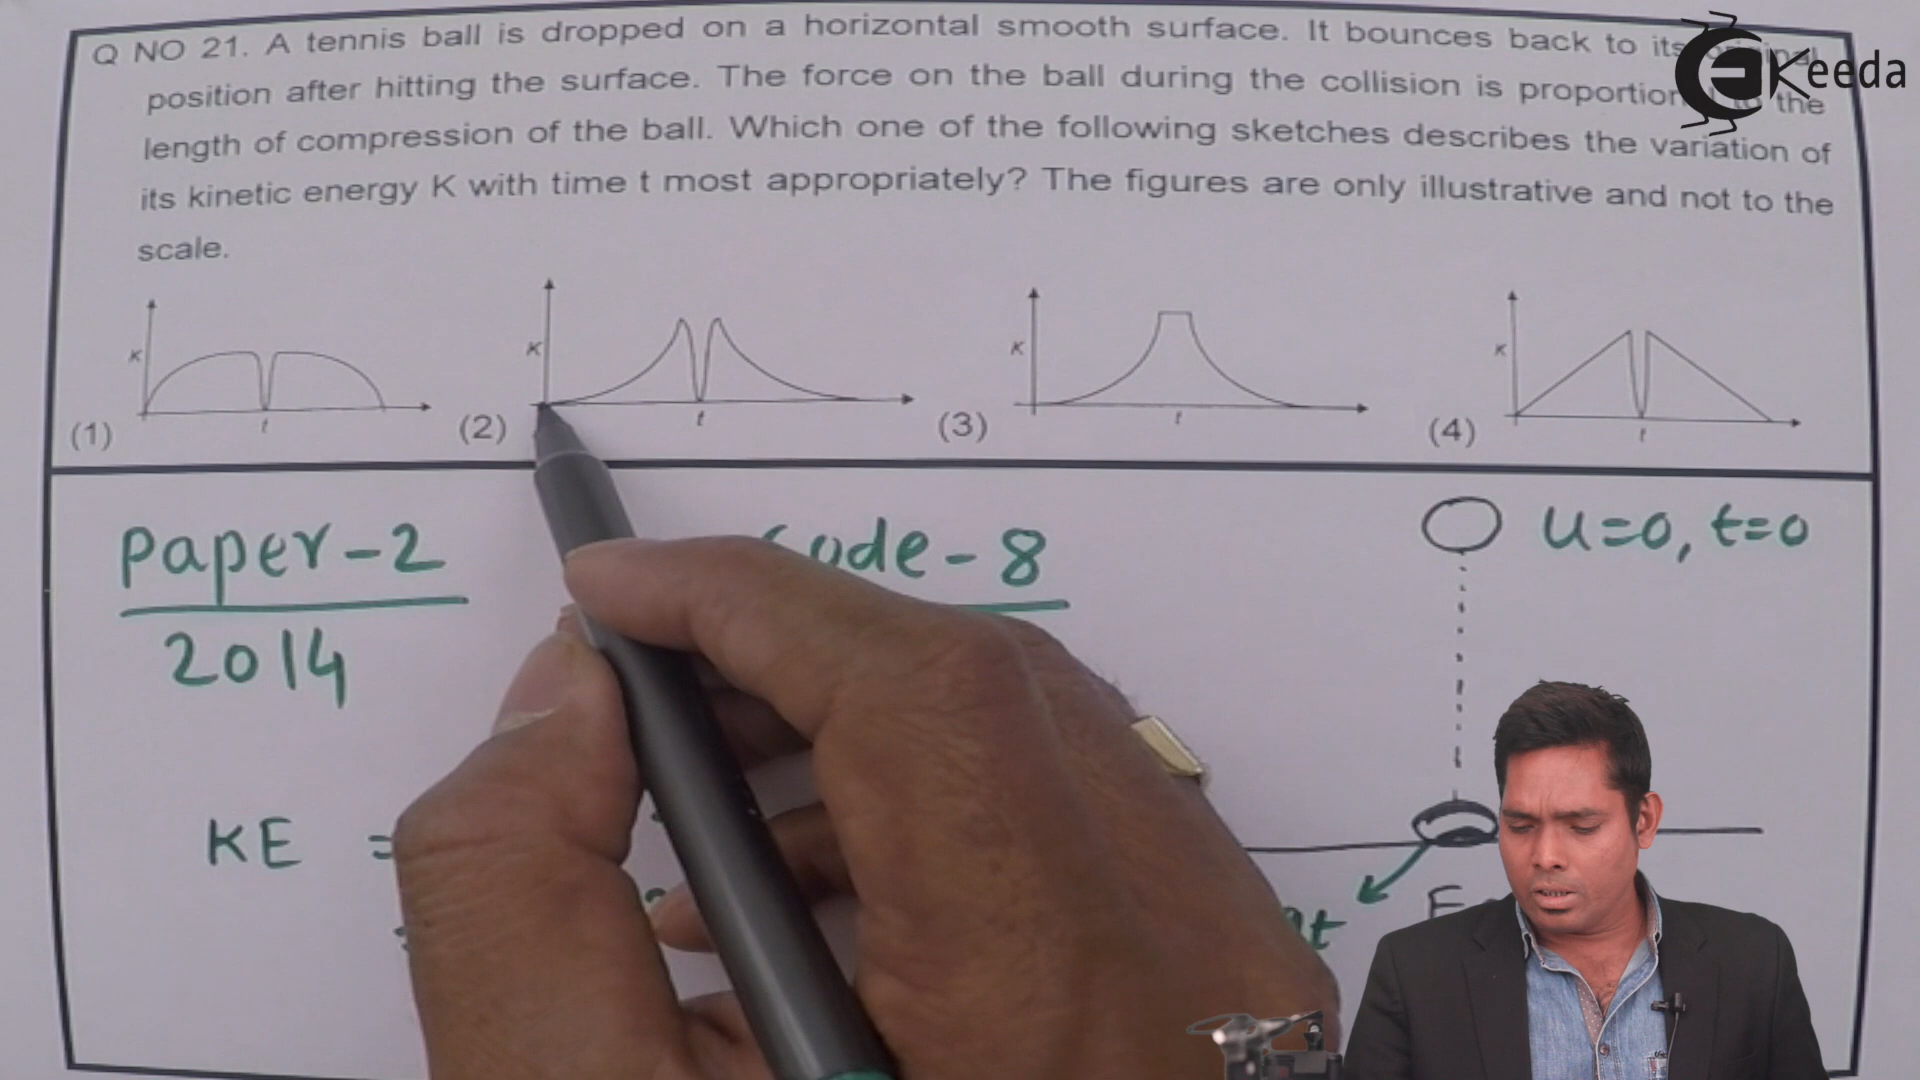 Q NO 21. A tennis ball is dropped on a horizontal smooth surface. It bounces back to its
position after hitting the surface. The force on the ball during the collision is the
length of compression of the ball. Which one of the following sketches describes the variation of
its kinetic energy K with time t most appropriately? The figures are only illustrative and not to the
scale.
K
t
(1)
K
t
(2)
K
t
(3)
K
t
(4)
Paper-2
2014
Code-8
u=0, t=0
KE =
Keeda